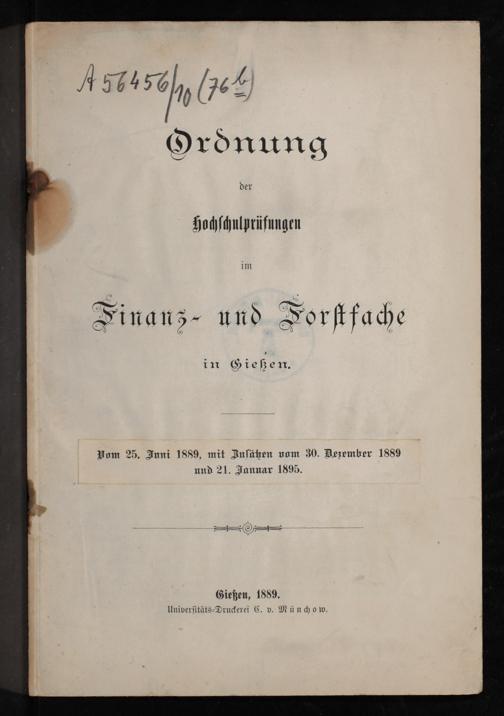 A 56456/10 (76b)
Ordnung
der
Hochschulprüfungen
im
Finanz- und Forstfache
in Gießen.
Vom 25. Juni 1889, mit Zusätzen vom 30. Dezember 1889
und 21. Januar 1895.
Gießen, 1889.
Universitäts-Druckerei C. v. Münchow.